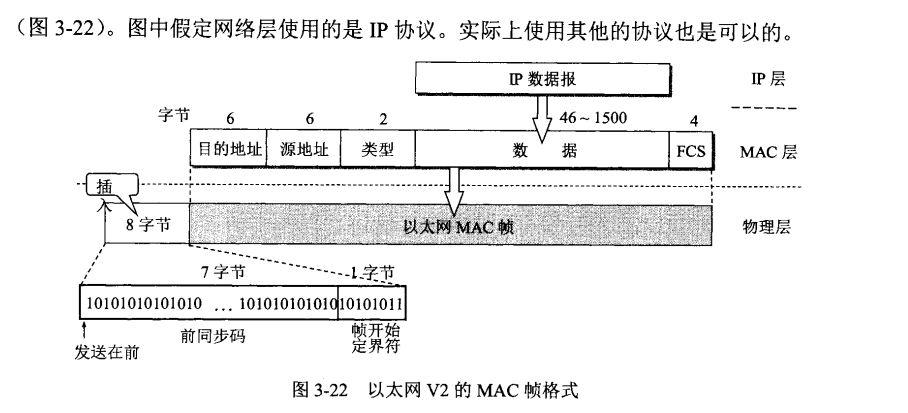 （图 3-22）。图中假定网络层使用的是 IP 协议。实际上使用其他的协议也是可以的。
IP 数据报
IP 层
字节
6
6
2
46～1500
4
目的地址
源地址
类型
数 据
FCS
MAC 层
插入
8 字节
以太网 MAC 帧
物理层
7 字节
1 字节
10101010101010 … 1010101010101
10101011
前同步码
帧开始
定界符
发送在前
图 3-22 以太网 V2 的 MAC 帧格式